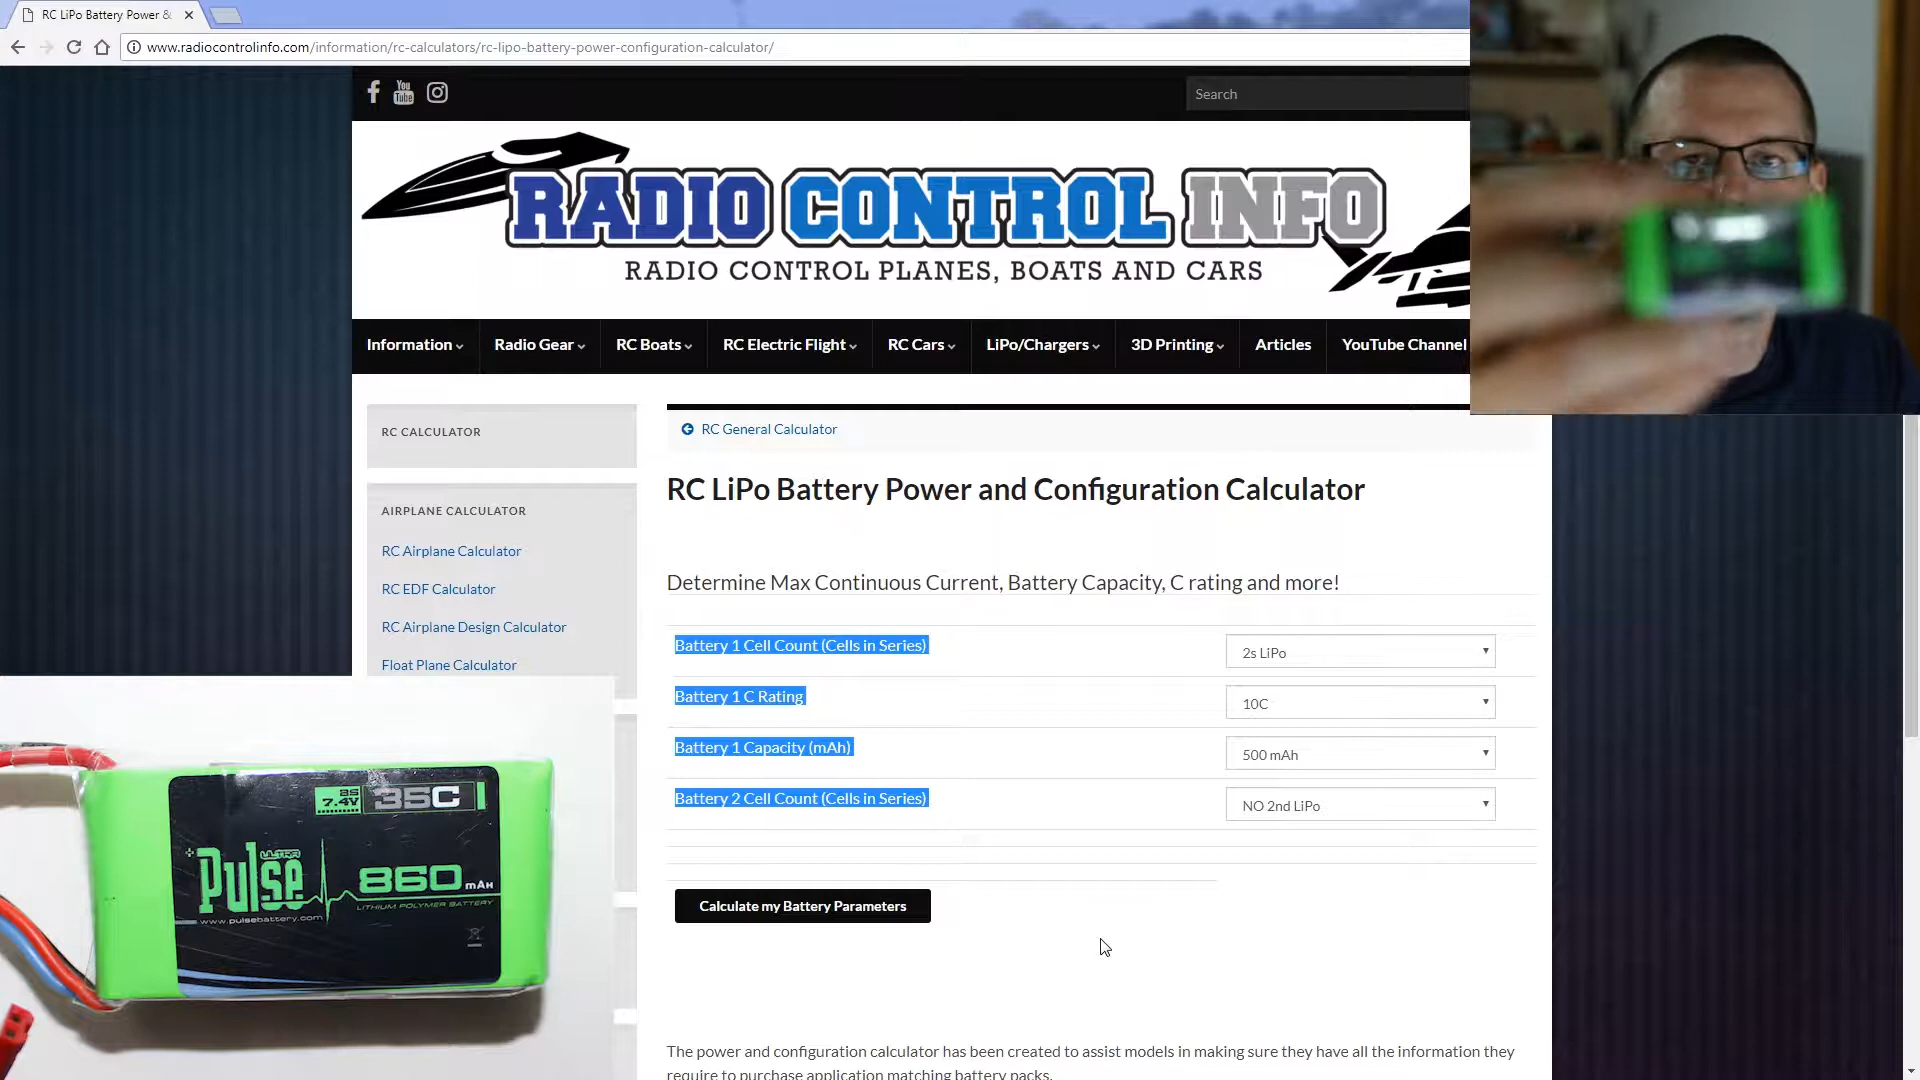 RC LiPo Battery Power &
www.radiocontrolinfo.com/information/rc-calculators/rc-lipo-battery-power-configuration-calculator/
You
Tube
Search
RADIO CONTROL INFO
RADIO CONTROL PLANES, BOATS AND CARS
Information
Radio Gear
RC Boats
RC Electric Flight
RC Cars
LiPo/Chargers
3D Printing
Articles
YouTube Channel
RC CALCULATOR
AIRPLANE CALCULATOR
RC Airplane Calculator
RC EDF Calculator
RC Airplane Design Calculator
Float Plane Calculator
RC General Calculator
RC LiPo Battery Power and Configuration Calculator
Determine Max Continuous Current, Battery Capacity, C rating and more!
Battery 1 Cell Count (Cells in Series)
2s LiPo
Battery 1 C Rating
10C
Battery 1 Capacity (mAh)
500 mAh
Battery 2 Cell Count (Cells in Series)
NO 2nd LiPo
Calculate my Battery Parameters
The power and configuration calculator has been created to assist models in making sure they have all the information they
require to purchase application matching battery packs.
2S
7.4V
35C
Pulse
ULTRA
860 mAH
LITHIUM POLYMER BATTERY
www.pulsebattery.com